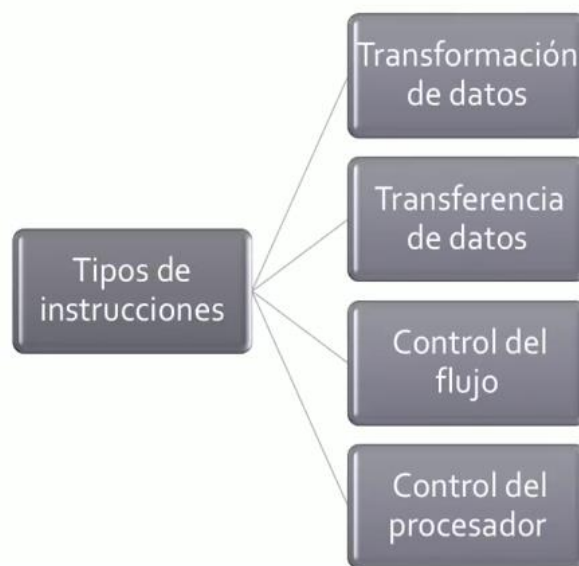 Transformación
de datos
Transferencia
de datos
Tipos de
instrucciones
Control del
flujo
Control del
procesador